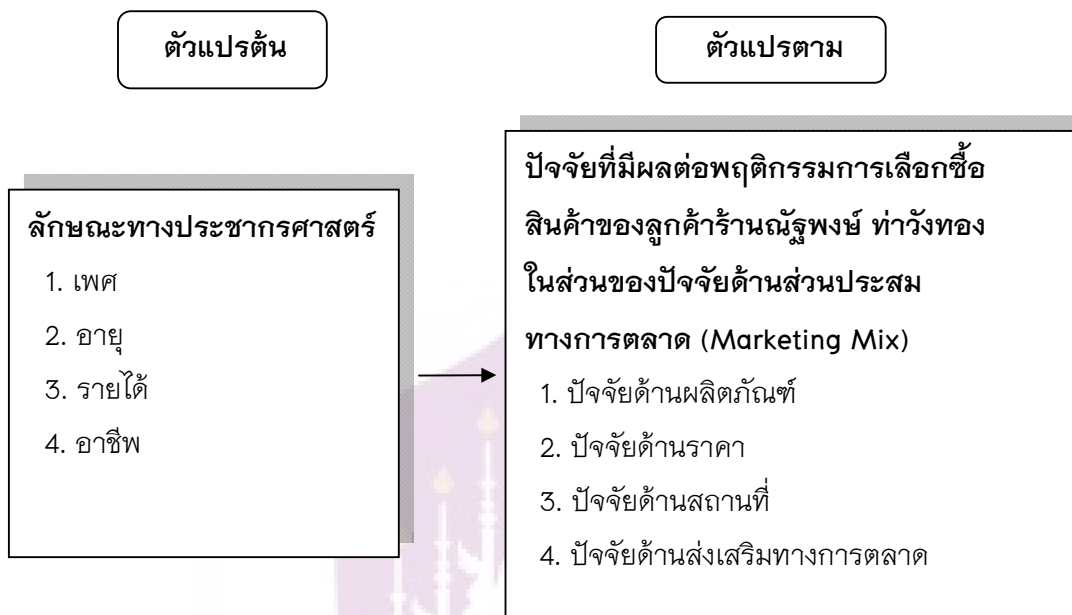 ตัวแปรต้น
ตัวแปรตาม
ลักษณะทางประชากรศาสตร์
1. เพศ
2. อายุ
3. รายได้
4. อาชีพ
ปัจจัยที่มีผลต่อพฤติกรรมการเลือกซื้อ
สินค้าของลูกค้าร้านณัฐพงษ์ ท่าวังทอง
ในส่วนของปัจจัยด้านส่วนประสม
ทางการตลาด (Marketing Mix)
1. ปัจจัยด้านผลิตภัณฑ์
2. ปัจจัยด้านราคา
3. ปัจจัยด้านสถานที่
4. ปัจจัยด้านส่งเสริมทางการตลาด